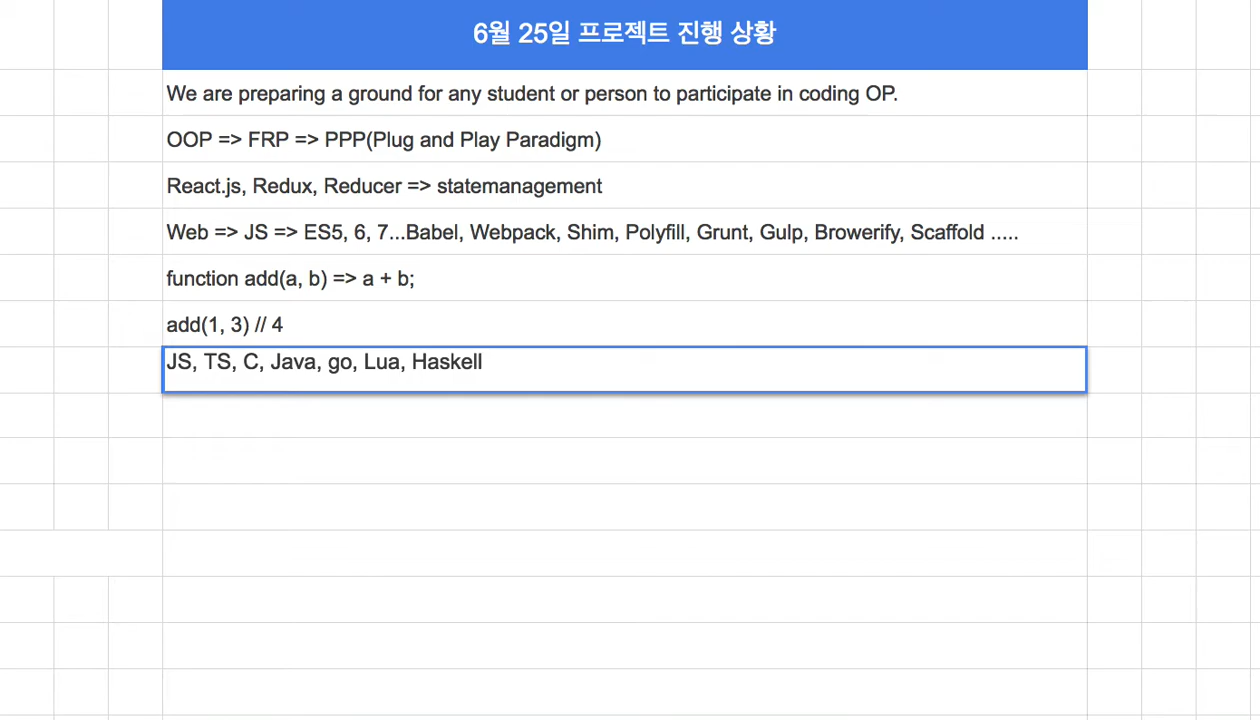 6월 25일 프로젝트 진행 상황
We are preparing a ground for any student or person to participate in coding OP.
OOP => FRP => PPP(Plug and Play Paradigm)
React.js, Redux, Reducer => statemanagement
Web => JS => ES5, 6, 7...Babel, Webpack, Shim, Polyfill, Grunt, Gulp, Browerify, Scaffold .....
function add(a, b) => a + b;
add(1, 3) // 4
JS, TS, C, Java, go, Lua, Haskell